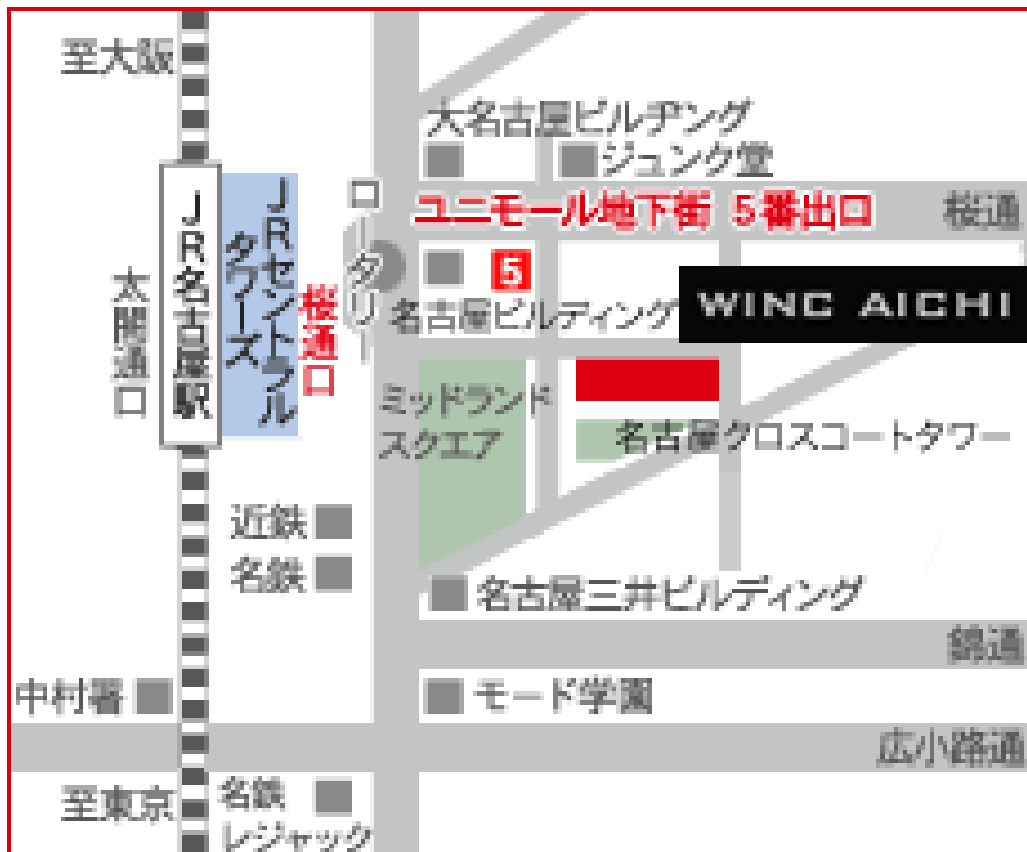 至大阪
大名古屋ビルヂング
ジュンク堂
ユニモール地下街 5番出口
桜通
JR名古屋駅
JRセントラル
タワーズ
桜通口
太閤通口
ロータリー
5
名古屋ビルディング
WINC AICHI
ミッドランド
スクエア
名古屋クロスコートタワー
近鉄
名鉄
名古屋三井ビルディング
錦通
中村署
モード学園
広小路通
至東京
名鉄
レジャック